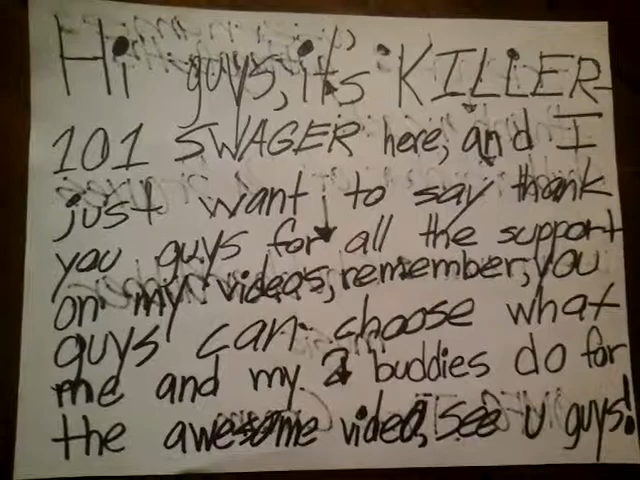 Hi guys, it's KILLER-
101 SWAGER here, and I
just want to say thank
you guys for all the support
on my videos, remember, you
guys can choose what
me and my 2 buddies do for
the awesome video, see u guys!